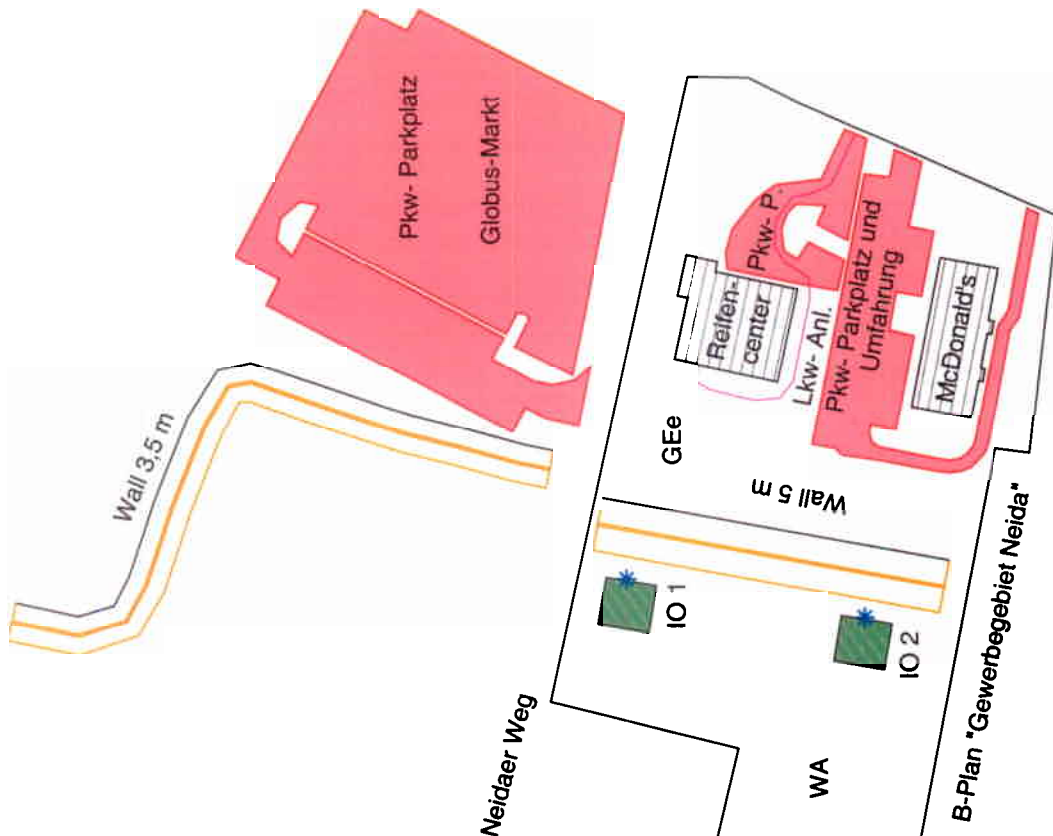 Pkw- Parkplatz
Globus-Markt
Wall 3,5 m
Reifen-
center
Pkw- P.
Lkw- Anl.
Pkw- Parkplatz und
Umfahrung
McDonald's
GEe
Wall 5 m
IO 1
IO 2
Neidaer Weg
WA
B-Plan "Gewerbegebiet Neida"